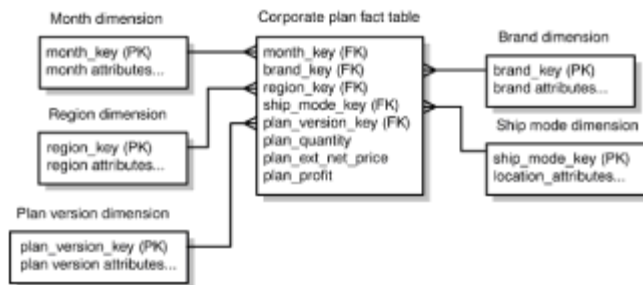 Month dimension
month_key (PK)
month attributes...
Region dimension
region_key (PK)
region attributes...
Plan version dimension
plan_version_key (PK)
plan version attributes...
Corporate plan fact table
month_key (FK)
brand_key (FK)
region_key (FK)
ship_mode_key (FK)
plan_version_key (FK)
plan_quantity
plan_ext_net_price
plan_profit
Brand dimension
brand_key (PK)
brand attributes...
Ship mode dimension
ship_mode_key (PK)
location_attributes...